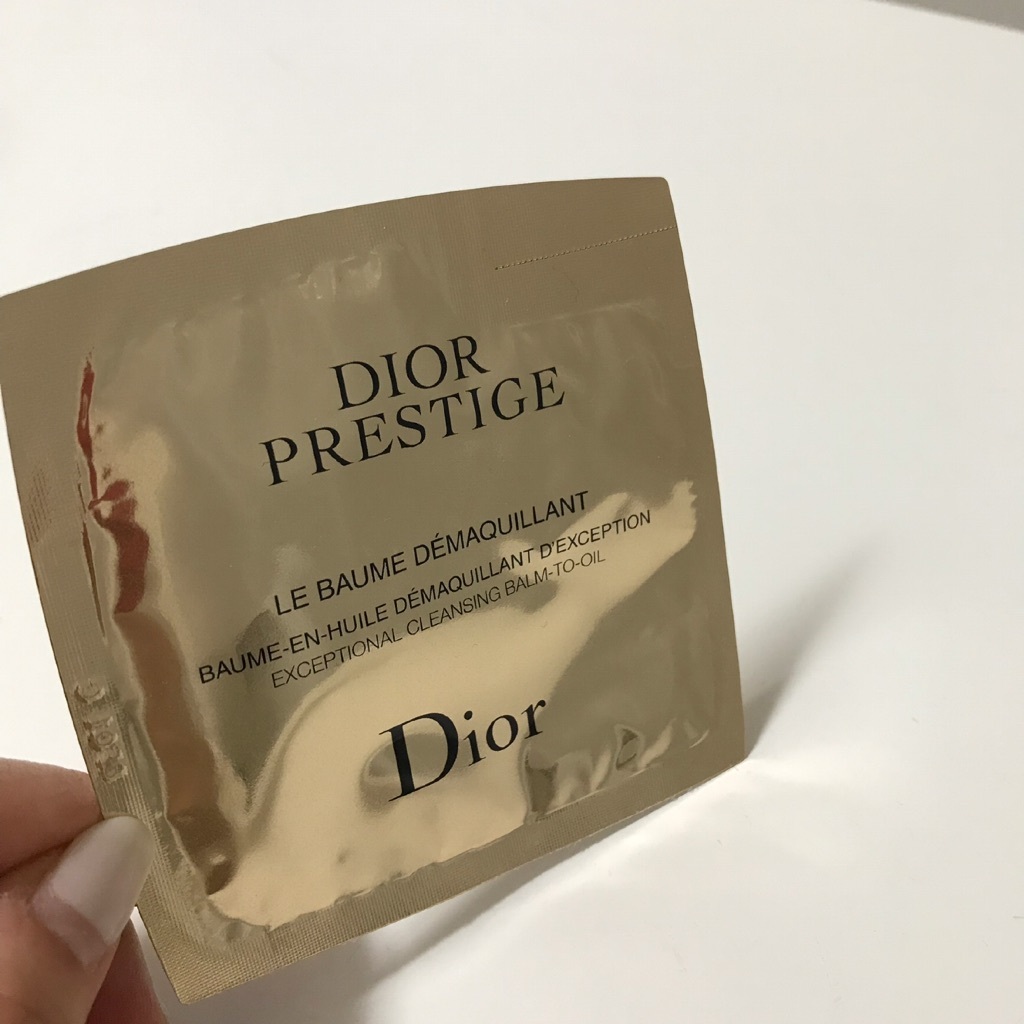 DIOR
PRESTIGE
LE BAUME DÉMAQUILLANT
BAUME-EN-HUILE DÉMAQUILLANT D'EXCEPTION
EXCEPTIONAL CLEANSING BALM-TO-OIL
Dior